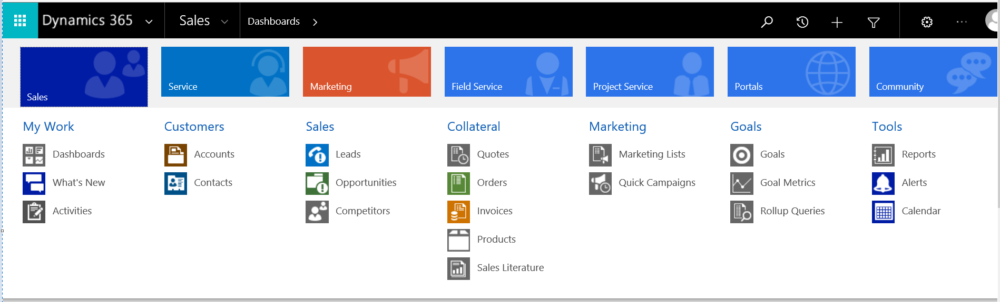 Dynamics 365
Sales
Dashboards
Sales
Service
Marketing
Field Service
Project Service
Portals
Community
My Work
Dashboards
What's New
Activities
Customers
Accounts
Contacts
Sales
Leads
Opportunities
Competitors
Collateral
Quotes
Orders
Invoices
Products
Sales Literature
Marketing
Marketing Lists
Quick Campaigns
Goals
Goals
Goal Metrics
Rollup Queries
Tools
Reports
Alerts
Calendar